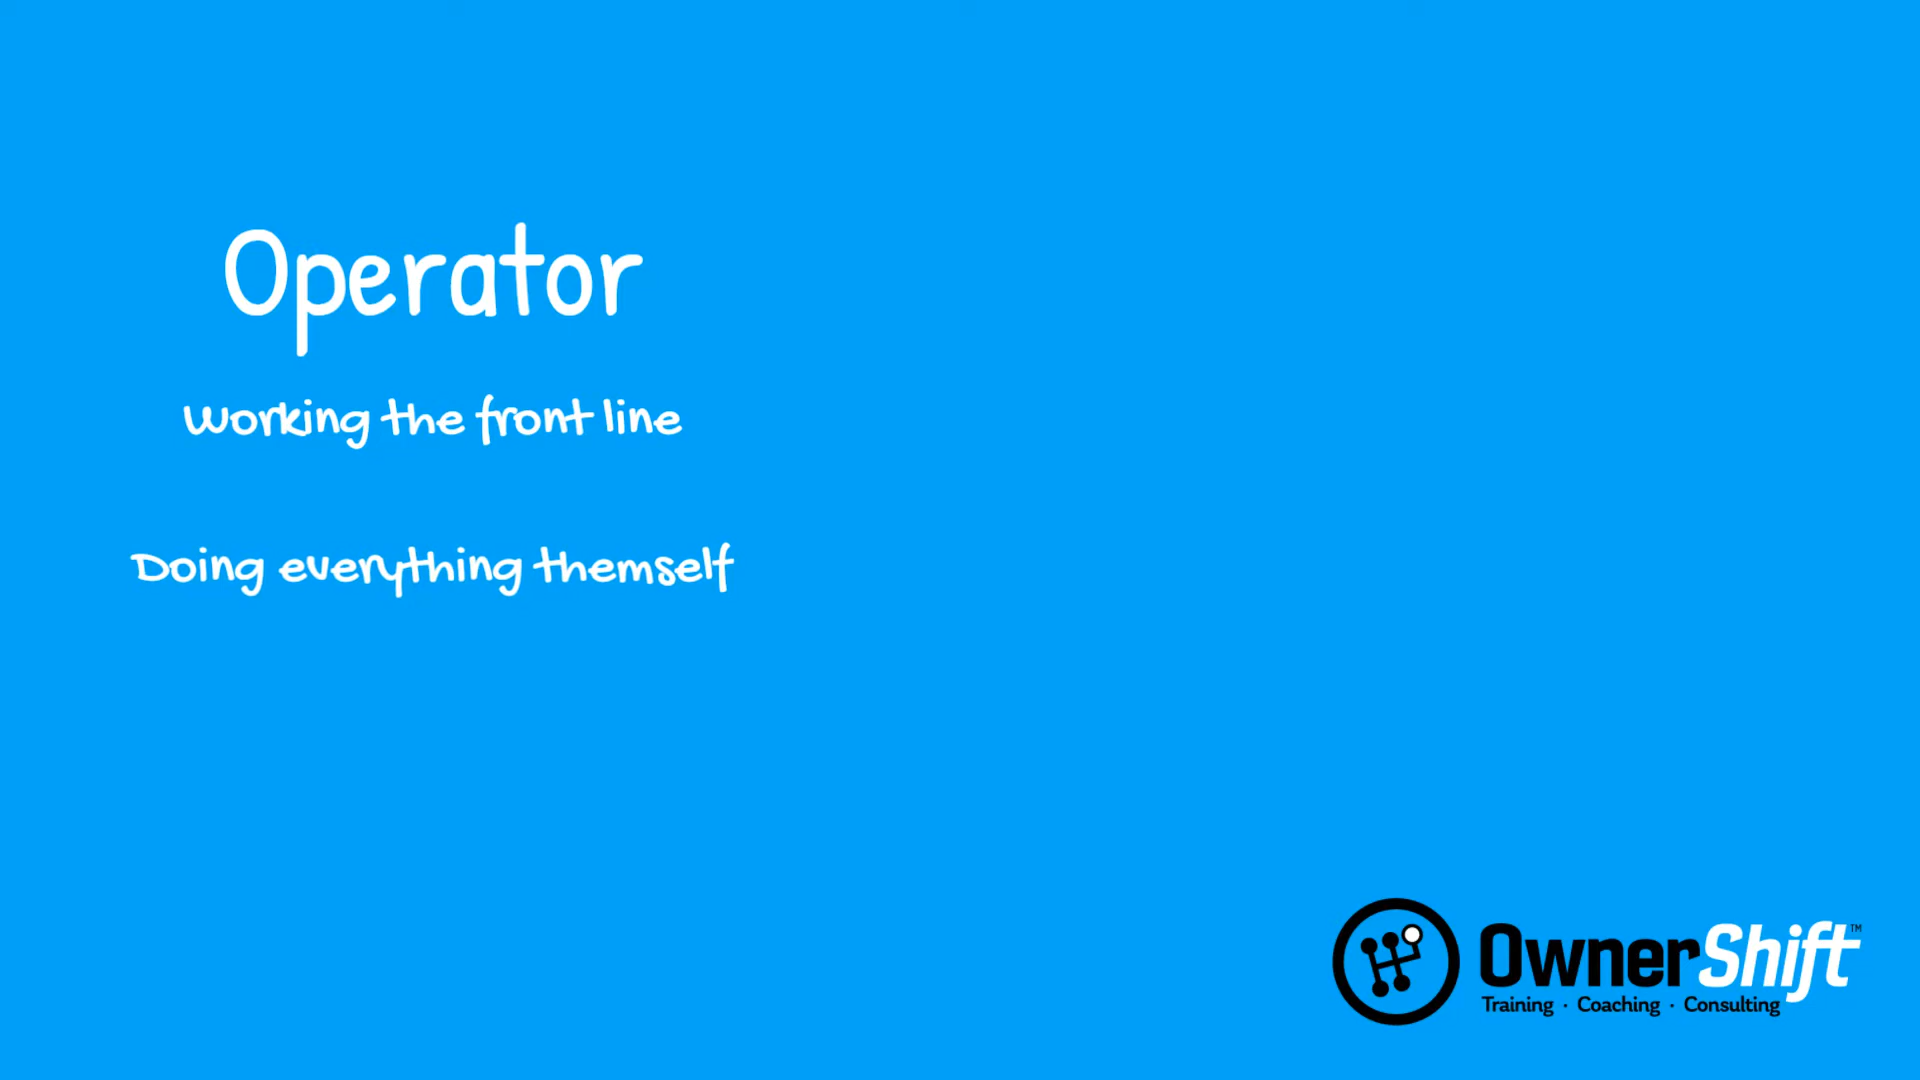 Operator
Working the front line
Doing everything themself
OwnerShift™
Training · Coaching · Consulting